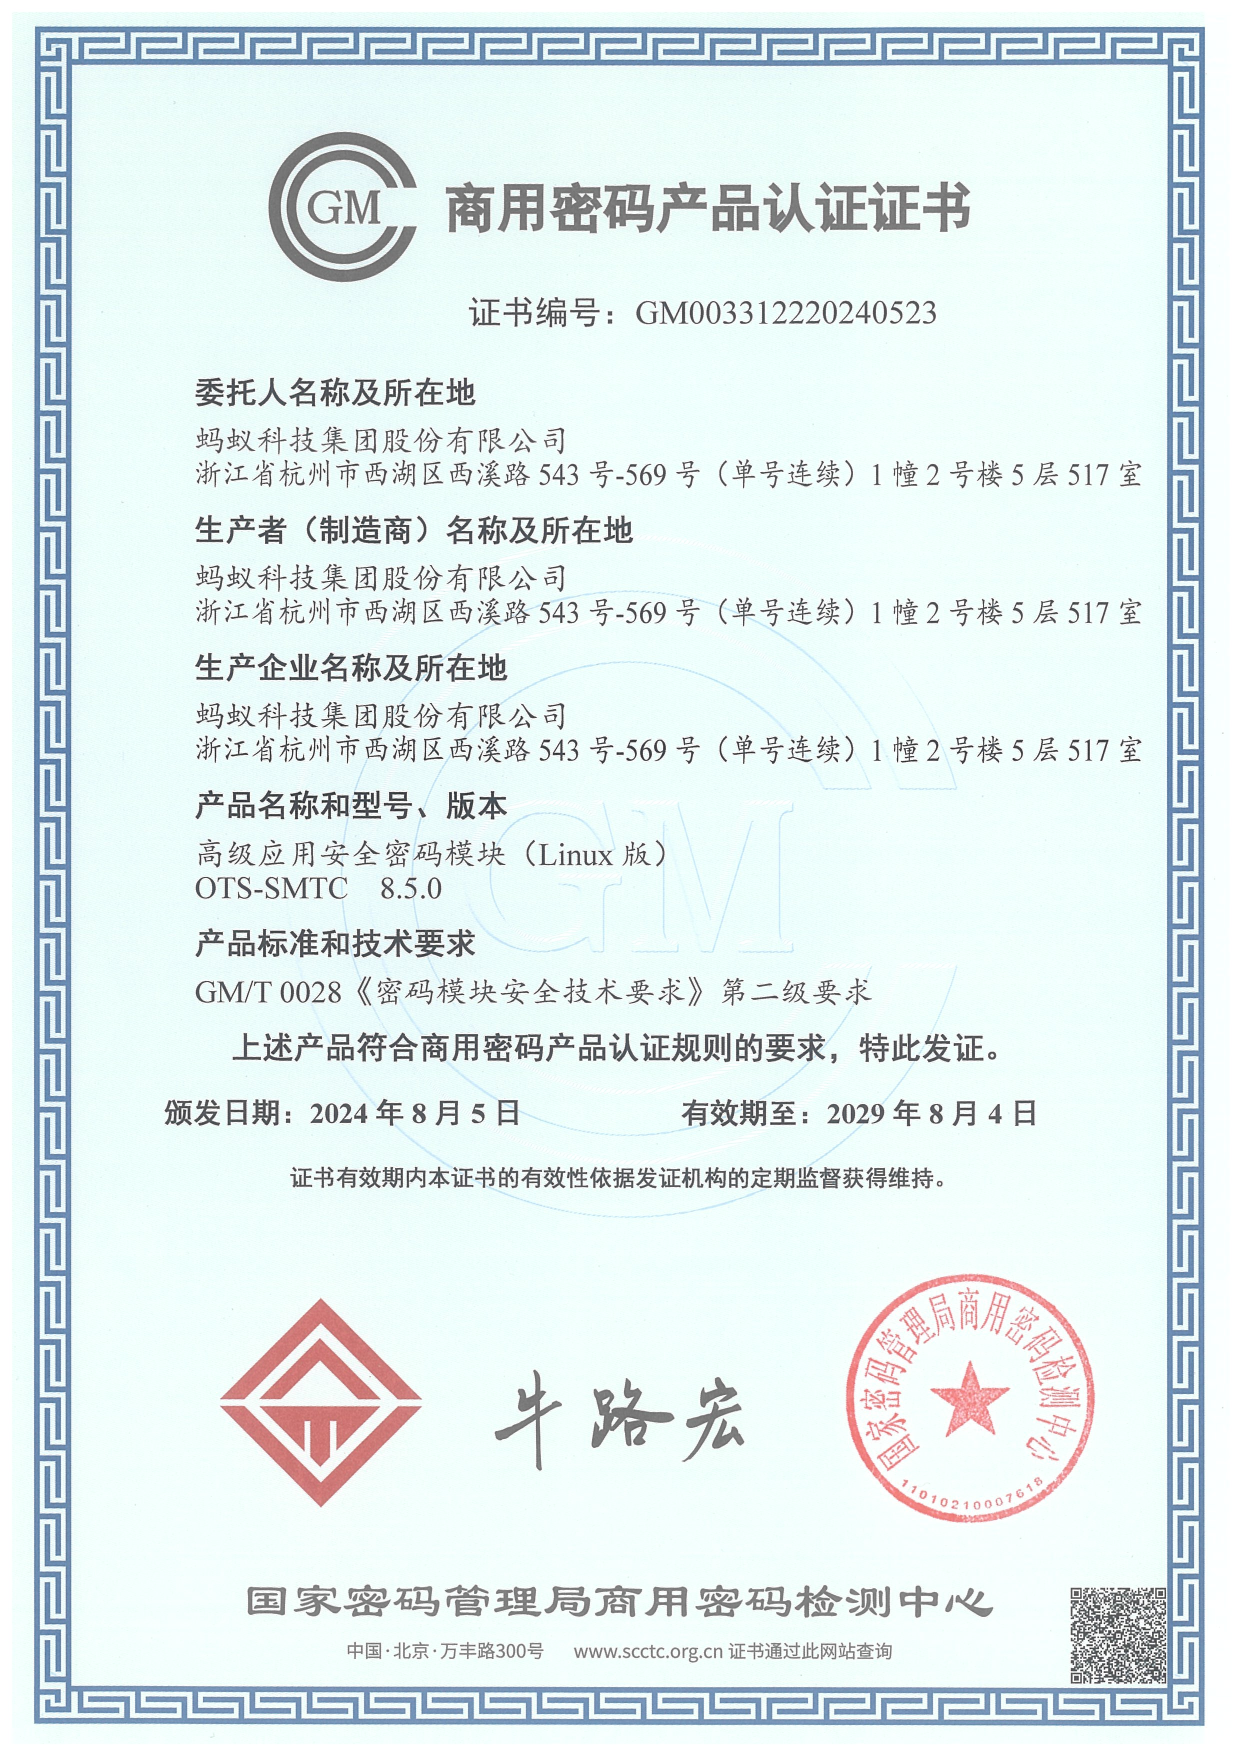 GM
商用密码产品认证证书
证书编号：GM003312220240523
委托人名称及所在地
蚂蚁科技集团股份有限公司
浙江省杭州市西湖区西溪路 543 号-569 号（单号连续）1 幢 2 号楼 5 层 517 室
生产者（制造商）名称及所在地
蚂蚁科技集团股份有限公司
浙江省杭州市西湖区西溪路 543 号-569 号（单号连续）1 幢 2 号楼 5 层 517 室
生产企业名称及所在地
蚂蚁科技集团股份有限公司
浙江省杭州市西湖区西溪路 543 号-569 号（单号连续）1 幢 2 号楼 5 层 517 室
产品名称和型号、版本
高级应用安全密码模块（Linux 版）
OTS-SMTC 8.5.0
产品标准和技术要求
GM/T 0028《密码模块安全技术要求》第二级要求
上述产品符合商用密码产品认证规则的要求，特此发证。
颁发日期：2024 年 8 月 5 日 有效期至：2029 年 8 月 4 日
证书有效期内本证书的有效性依据发证机构的定期监督获得维持。
牛路宏
国家密码管理局商用密码检测中心
11010210007618
国家密码管理局商用密码检测中心
中国·北京·万丰路300号 www.scctc.org.cn 证书通过此网站查询